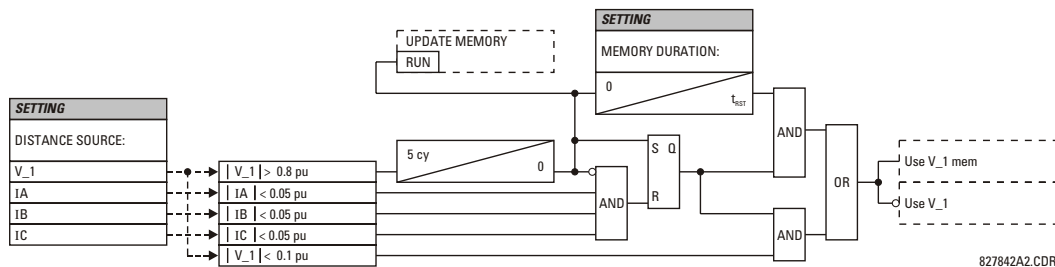 SETTING
DISTANCE SOURCE:
V_1
IA
IB
IC
| V_1 | > 0.8 pu
| IA | < 0.05 pu
| IB | < 0.05 pu
| IC | < 0.05 pu
| V_1 | < 0.1 pu
UPDATE MEMORY
RUN
5 cy
0
SETTING
MEMORY DURATION:
0
tRST
AND
S Q
R
AND
AND
OR
Use V_1 mem
Use V_1
827842A2.CDR